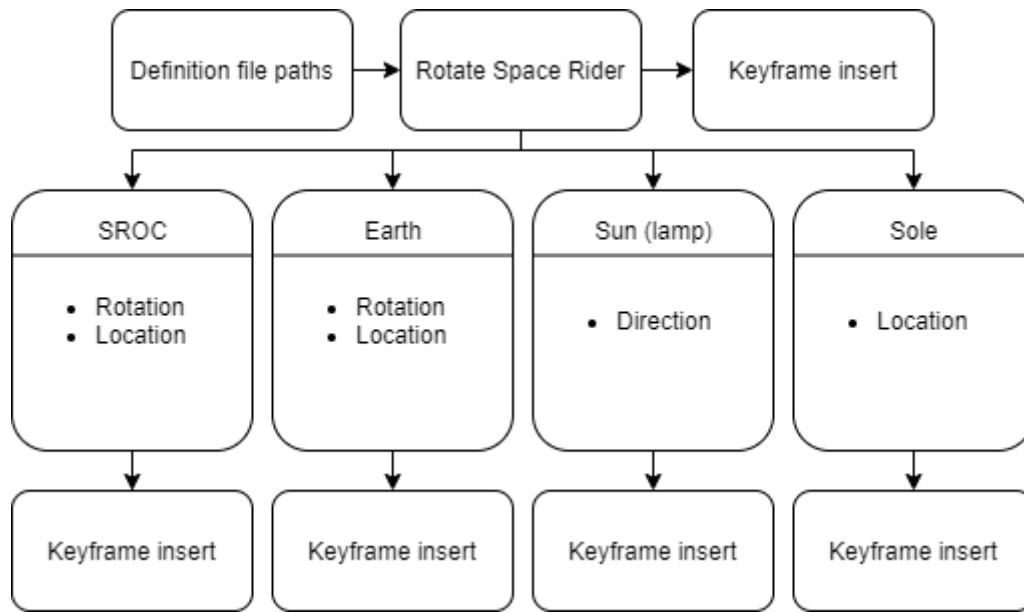 Definition file paths
Rotate Space Rider
Keyframe insert
SROC
• Rotation
• Location
Earth
• Rotation
• Location
Sun (lamp)
• Direction
Sole
• Location
Keyframe insert
Keyframe insert
Keyframe insert
Keyframe insert